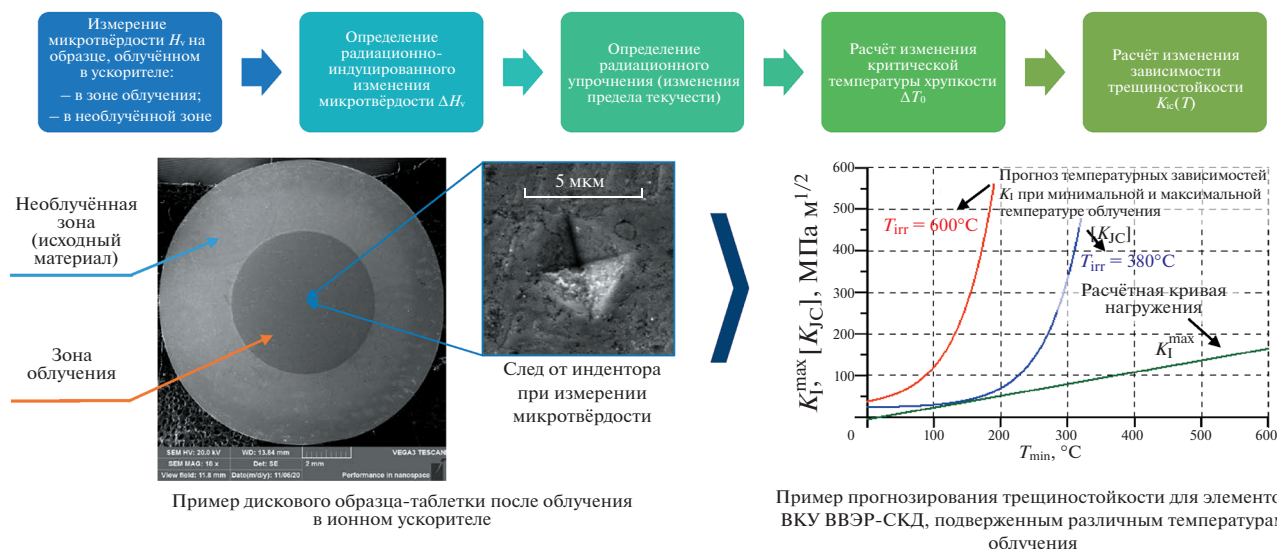 Измерение
микротвёрдости Hᵥ на
образце, облучённом
в ускорителе:
– в зоне облучения;
– в необлучённой зоне
Определение
радиационно-
индуцированного
изменения
микротвёрдости ΔHᵥ
Определение
радиационного
упрочнения (изменения
предела текучести)
Расчёт изменения
критической
температуры хрупкости
ΔT₀
Расчёт изменения
зависимости
трещиностойкости
Kic(T)
Необлучённая
зона
(исходный
материал)
Зона
облучения
5 мкм
След от индентора
при измерении
микротвёрдости
SEM HV: 20.0 kV WD: 13.84 mm VEGA3 TESCAN
SEM MAG: 18 x Det: SE 2 mm
View field: 11.8 mm Date(m/d/y): 11/06/20 Performance in nanospace
Пример дискового образца-таблетки после облучения
в ионном ускорителе
K_I^max, [K_JC], МПа м^1/2
600
500
400
300
200
100
0
100
200
300
400
500
600
T_min, °C
Прогноз температурных зависимостей
K_I при минимальной и максимальной
температуре облучения
T_irr = 600°C
[K_JC]
T_irr = 380°C
Расчётная кривая
нагружения
K_I^max
Пример прогнозирования трещиностойкости для элементо
ВКУ ВВЭР-СКД, подверженным различным температурам
облучения